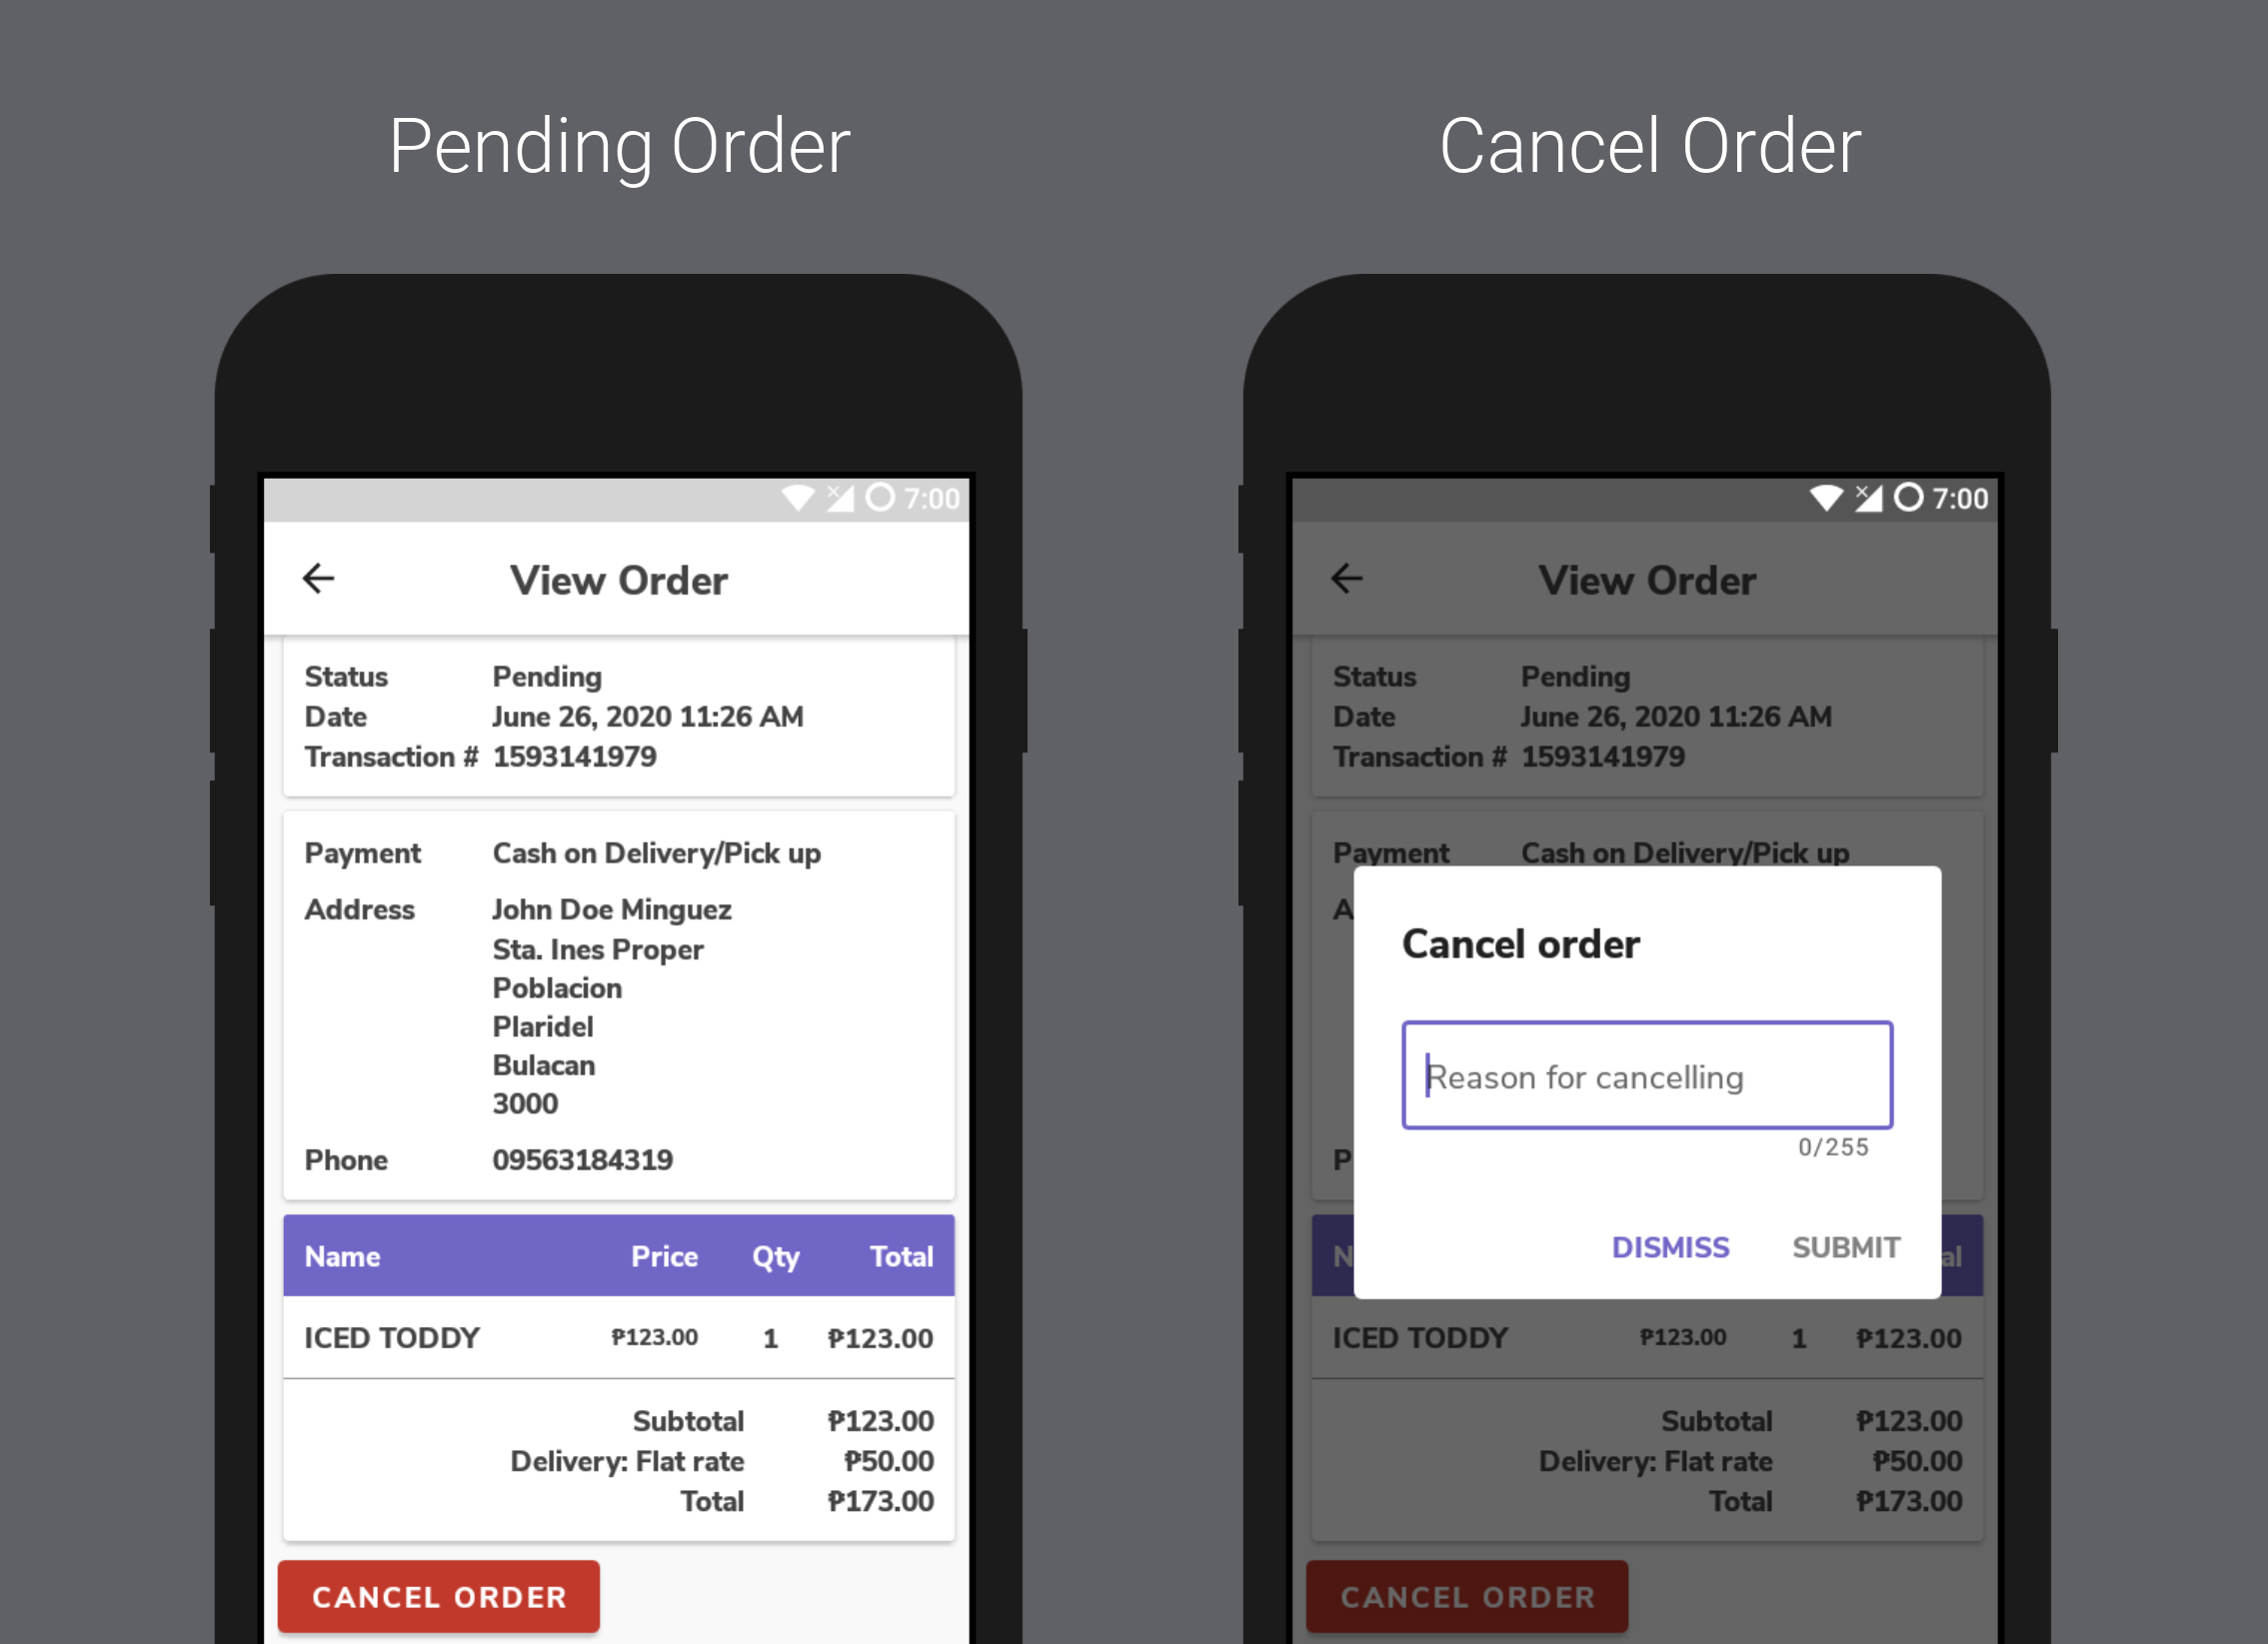 Pending Order
7:00
View Order
Status Pending
Date June 26, 2020 11:26 AM
Transaction # 1593141979
Payment Cash on Delivery/Pick up
Address John Doe Minguez
Sta. Ines Proper
Poblacion
Plaridel
Bulacan
3000
Phone 09563184319
Name Price Qty Total
ICED TODDY ₱123.00 1 ₱123.00
Subtotal ₱123.00
Delivery: Flat rate ₱50.00
Total ₱173.00
CANCEL ORDER
Cancel Order
7:00
View Order
Status Pending
Date June 26, 2020 11:26 AM
Transaction # 1593141979
Payment Cash on Delivery/Pick up
A
Cancel order
Reason for cancelling
0/255
P
DISMISS SUBMIT
N al
ICED TODDY ₱123.00 1 ₱123.00
Subtotal ₱123.00
Delivery: Flat rate ₱50.00
Total ₱173.00
CANCEL ORDER